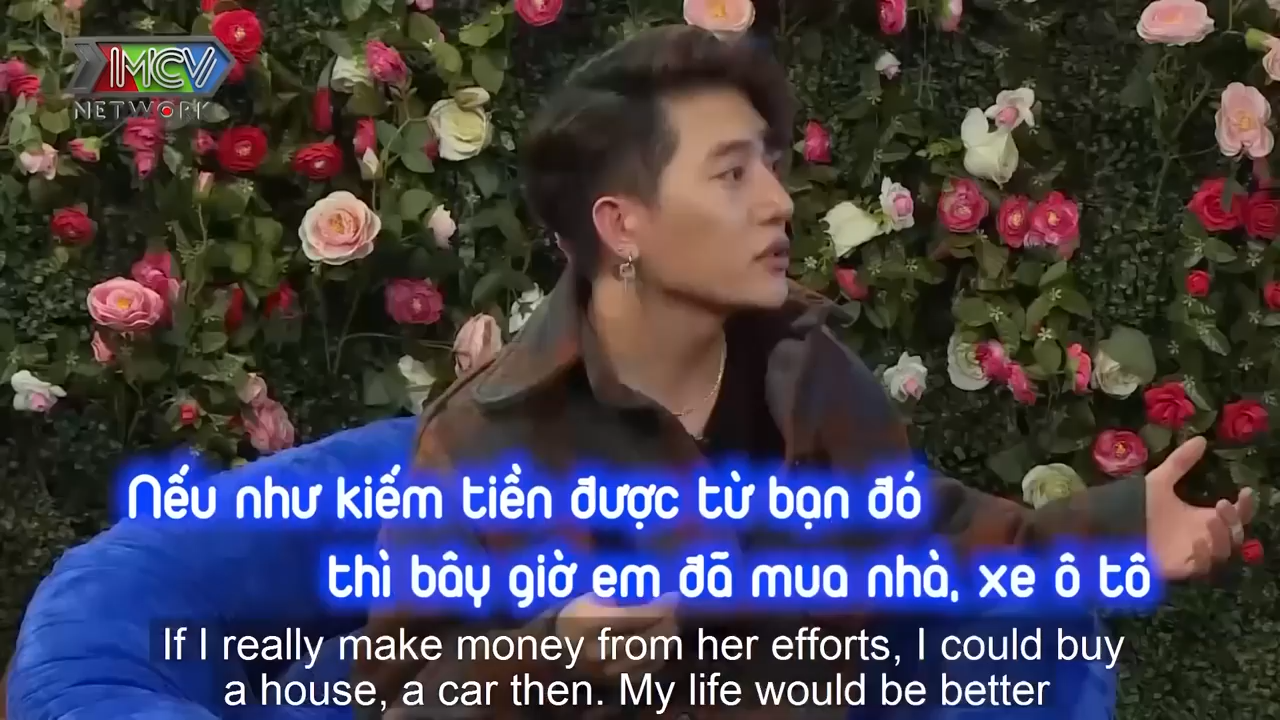 MCV
NETWORK
Nếu như kiếm tiền được từ bạn đó
thì bây giờ em đã mua nhà, xe ô tô
If I really make money from her efforts, I could buy
a house, a car then. My life would be better